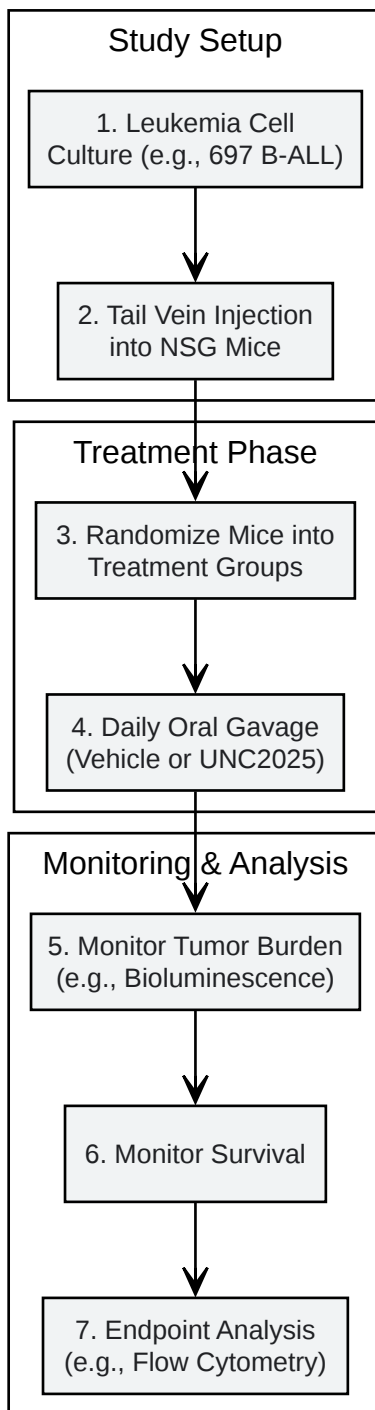 Study Setup
1. Leukemia Cell
Culture (e.g., 697 B-ALL)
2. Tail Vein Injection
into NSG Mice
Treatment Phase
3. Randomize Mice into
Treatment Groups
4. Daily Oral Gavage
(Vehicle or UNC2025)
Monitoring & Analysis
5. Monitor Tumor Burden
(e.g., Bioluminescence)
6. Monitor Survival
7. Endpoint Analysis
(e.g., Flow Cytometry)